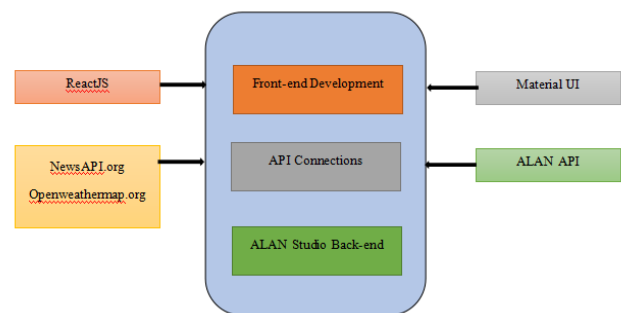 ReactJS
Front-end Development
Material UI
NewsAPI.org
Openweathermap.org
API Connections
ALAN API
ALAN Studio Back-end